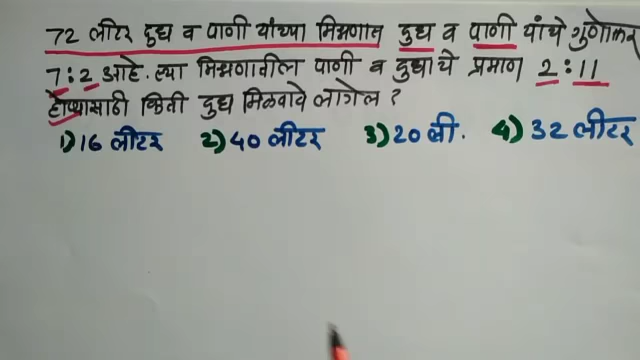 72 लीटर दुध व पाणी यांच्या मिश्रणात दुध व पाणी यांचे गुणोत्तर
7:2 आहे. त्या मिश्रणातील पाणी व दुधाचे प्रमाण 2:11
होण्यासाठी किती दुध मिळवावे लागेल ?
1) 16 लीटर 2) 40 लीटर 3) 20 ली. 4) 32 लीटर